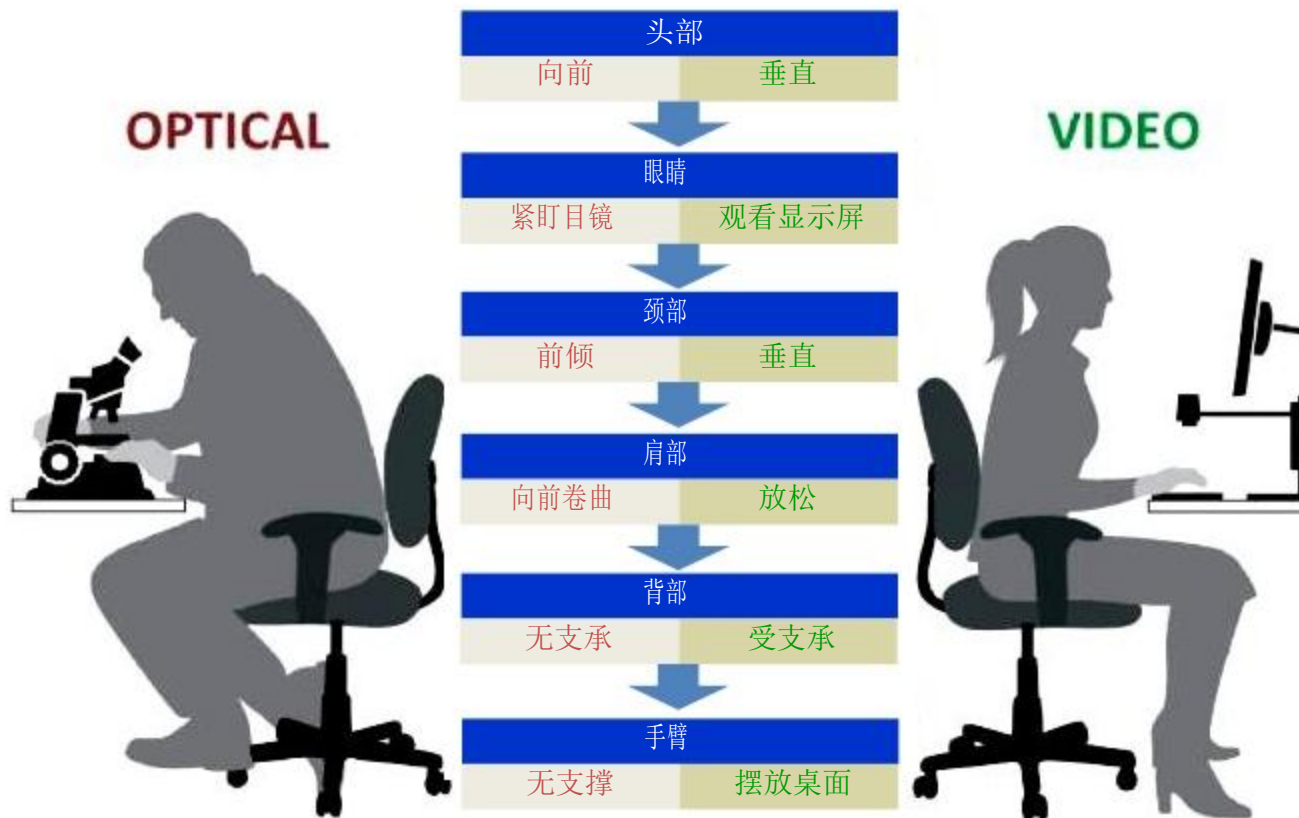 头部
向前 垂直
OPTICAL
VIDEO
眼睛
紧盯目镜 观看显示屏
颈部
前倾 垂直
肩部
向前卷曲 放松
背部
无支承 受支承
手臂
无支撑 摆放桌面